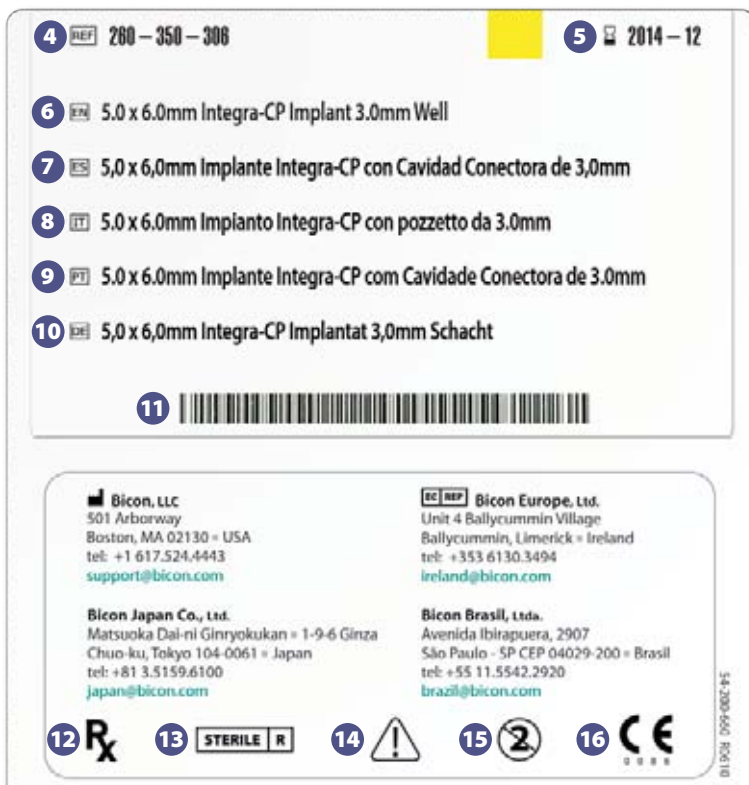 4 REF 260 – 350 – 306
5 2014 – 12
6 EN 5.0 x 6.0mm Integra-CP Implant 3.0mm Well
7 ES 5,0 x 6,0mm Implante Integra-CP con Cavidad Conectora de 3,0mm
8 IT 5.0 x 6.0mm Impianto Integra-CP con pozzetto da 3.0mm
9 PT 5.0 x 6.0mm Implante Integra-CP com Cavidade Conectora de 3.0mm
10 DE 5,0 x 6,0mm Integra-CP Implantat 3,0mm Schacht
11
Bicon, LLC
501 Arborway
Boston, MA 02130 ▪ USA
tel: +1 617.524.4443
support@bicon.com
EC REP Bicon Europe, Ltd.
Unit 4 Ballycummin Village
Ballycummin, Limerick ▪ Ireland
tel: +353 6130.3494
ireland@bicon.com
Bicon Japan Co., Ltd.
Matsuoka Dai-ni Ginryokukan ▪ 1-9-6 Ginza
Chuo-ku, Tokyo 104-0061 ▪ Japan
tel: +81 3.5159.6100
japan@bicon.com
Bicon Brasil, Ltda.
Avenida Ibirapuera, 2907
São Paulo - SP CEP 04029-200 ▪ Brasil
tel: +55 11.5542.2920
brazil@bicon.com
12 Rx 13 STERILE R 14 ! 15 2 16 CE
0086
54-200-660 R0610